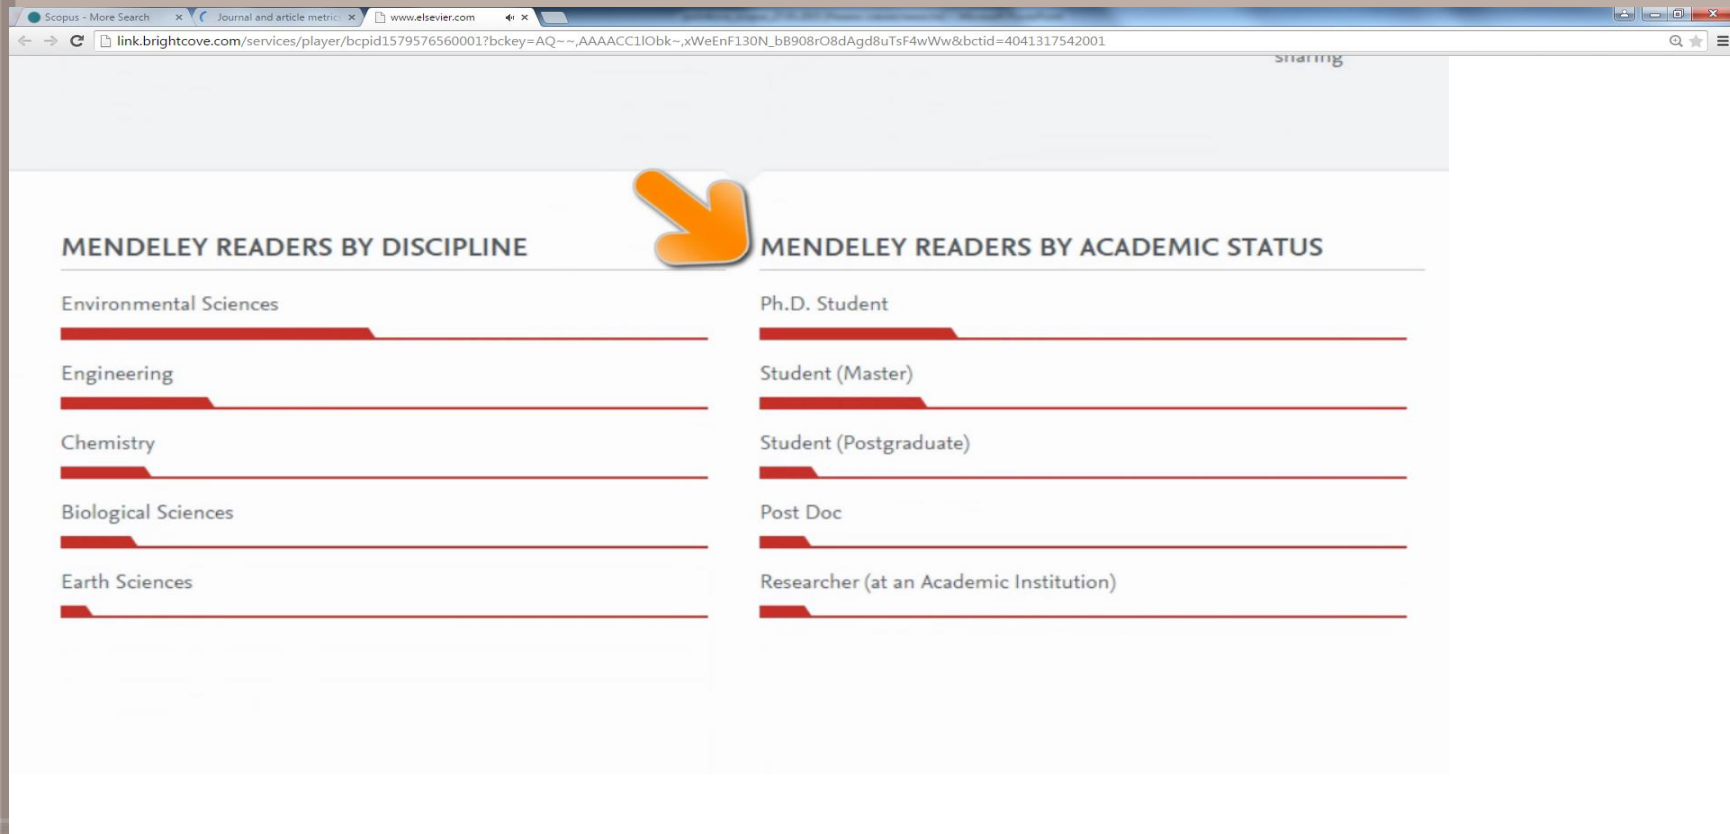 Scopus - More Search
Journal and article metric
www.elsevier.com
link.brightcove.com/services/player/bcpid1579576560001?bckey=AQ~~,AAAACC1lObk~,xWeEnF130N_bB908rO8dAgd8uTsF4wWw&bctid=4041317542001
sharing
MENDELEY READERS BY DISCIPLINE
Environmental Sciences
Engineering
Chemistry
Biological Sciences
Earth Sciences
MENDELEY READERS BY ACADEMIC STATUS
Ph.D. Student
Student (Master)
Student (Postgraduate)
Post Doc
Researcher (at an Academic Institution)